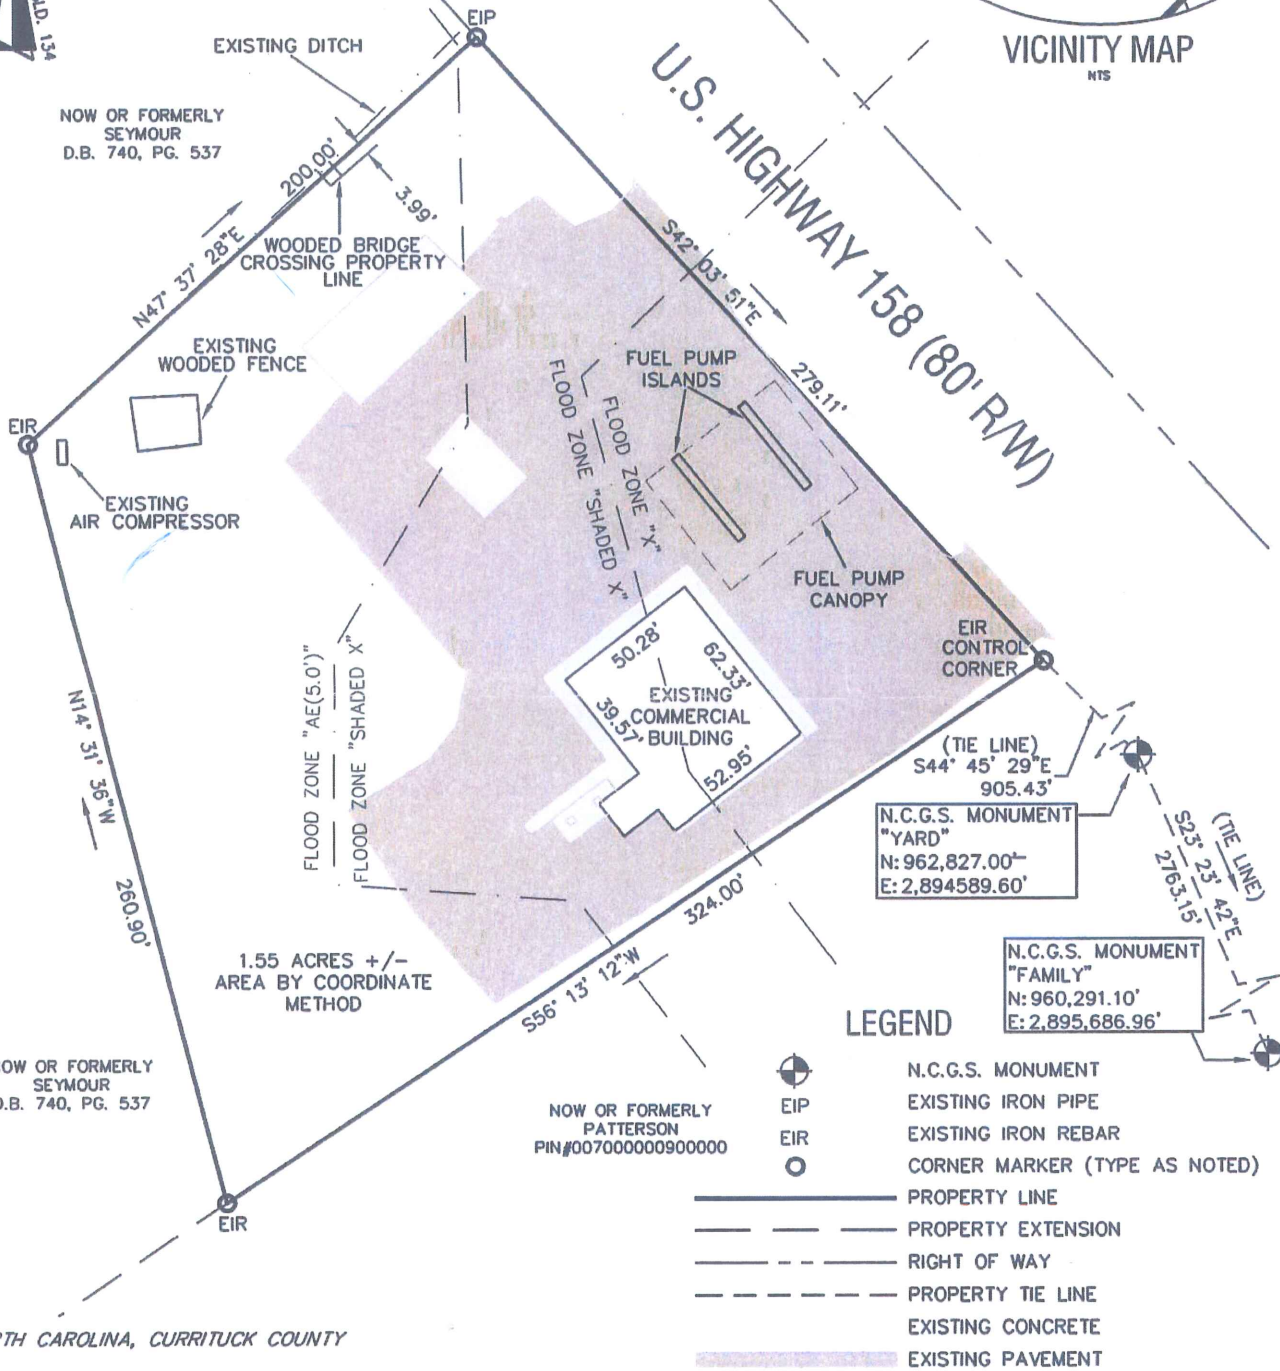 LD. 134
EIP
EXISTING DITCH
VICINITY MAP
NTS
NOW OR FORMERLY
SEYMOUR
D.B. 740, PG. 537
U.S. HIGHWAY 158 (80' R/W)
200.00'
3.99'
N47° 37' 28"E
WOODED BRIDGE
CROSSING PROPERTY
LINE
S42° 03' 51"E
279.11'
EXISTING
WOODED FENCE
FUEL PUMP
ISLANDS
FLOOD ZONE "X"
FLOOD ZONE "SHADED X"
EIR
EXISTING
AIR COMPRESSOR
FUEL PUMP
CANOPY
EIR
CONTROL
CORNER
50.28'
62.33'
EXISTING
COMMERCIAL
BUILDING
39.57'
52.95'
FLOOD ZONE "AE(5.0')"
FLOOD ZONE "SHADED X"
N14° 31' 36"W
260.90'
(TIE LINE)
S44° 45' 29"E
905.43'
N.C.G.S. MONUMENT
"YARD"
N: 962,827.00'
E: 2,894589.60'
(TIE LINE)
S23° 23' 42"E
2763.15'
324.00'
S56° 13' 12"W
1.55 ACRES +/-
AREA BY COORDINATE
METHOD
N.C.G.S. MONUMENT
"FAMILY"
N: 960,291.10'
E: 2,895,686.96'
OW OR FORMERLY
SEYMOUR
.B. 740, PG. 537
NOW OR FORMERLY
PATTERSON
PIN#007000000900000
EIR
LEGEND
N.C.G.S. MONUMENT
EIP EXISTING IRON PIPE
EIR EXISTING IRON REBAR
CORNER MARKER (TYPE AS NOTED)
PROPERTY LINE
PROPERTY EXTENSION
RIGHT OF WAY
PROPERTY TIE LINE
EXISTING CONCRETE
EXISTING PAVEMENT
TH CAROLINA, CURRITUCK COUNTY